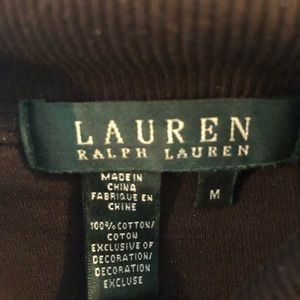 LAUREN
RALPH LAUREN
MADE IN
CHINA
FABRIQUE EN
CHINE
M
100% COTTON/
COTON
EXCLUSIVE OF
DECORATION/
DECORATION
EXCLUSE